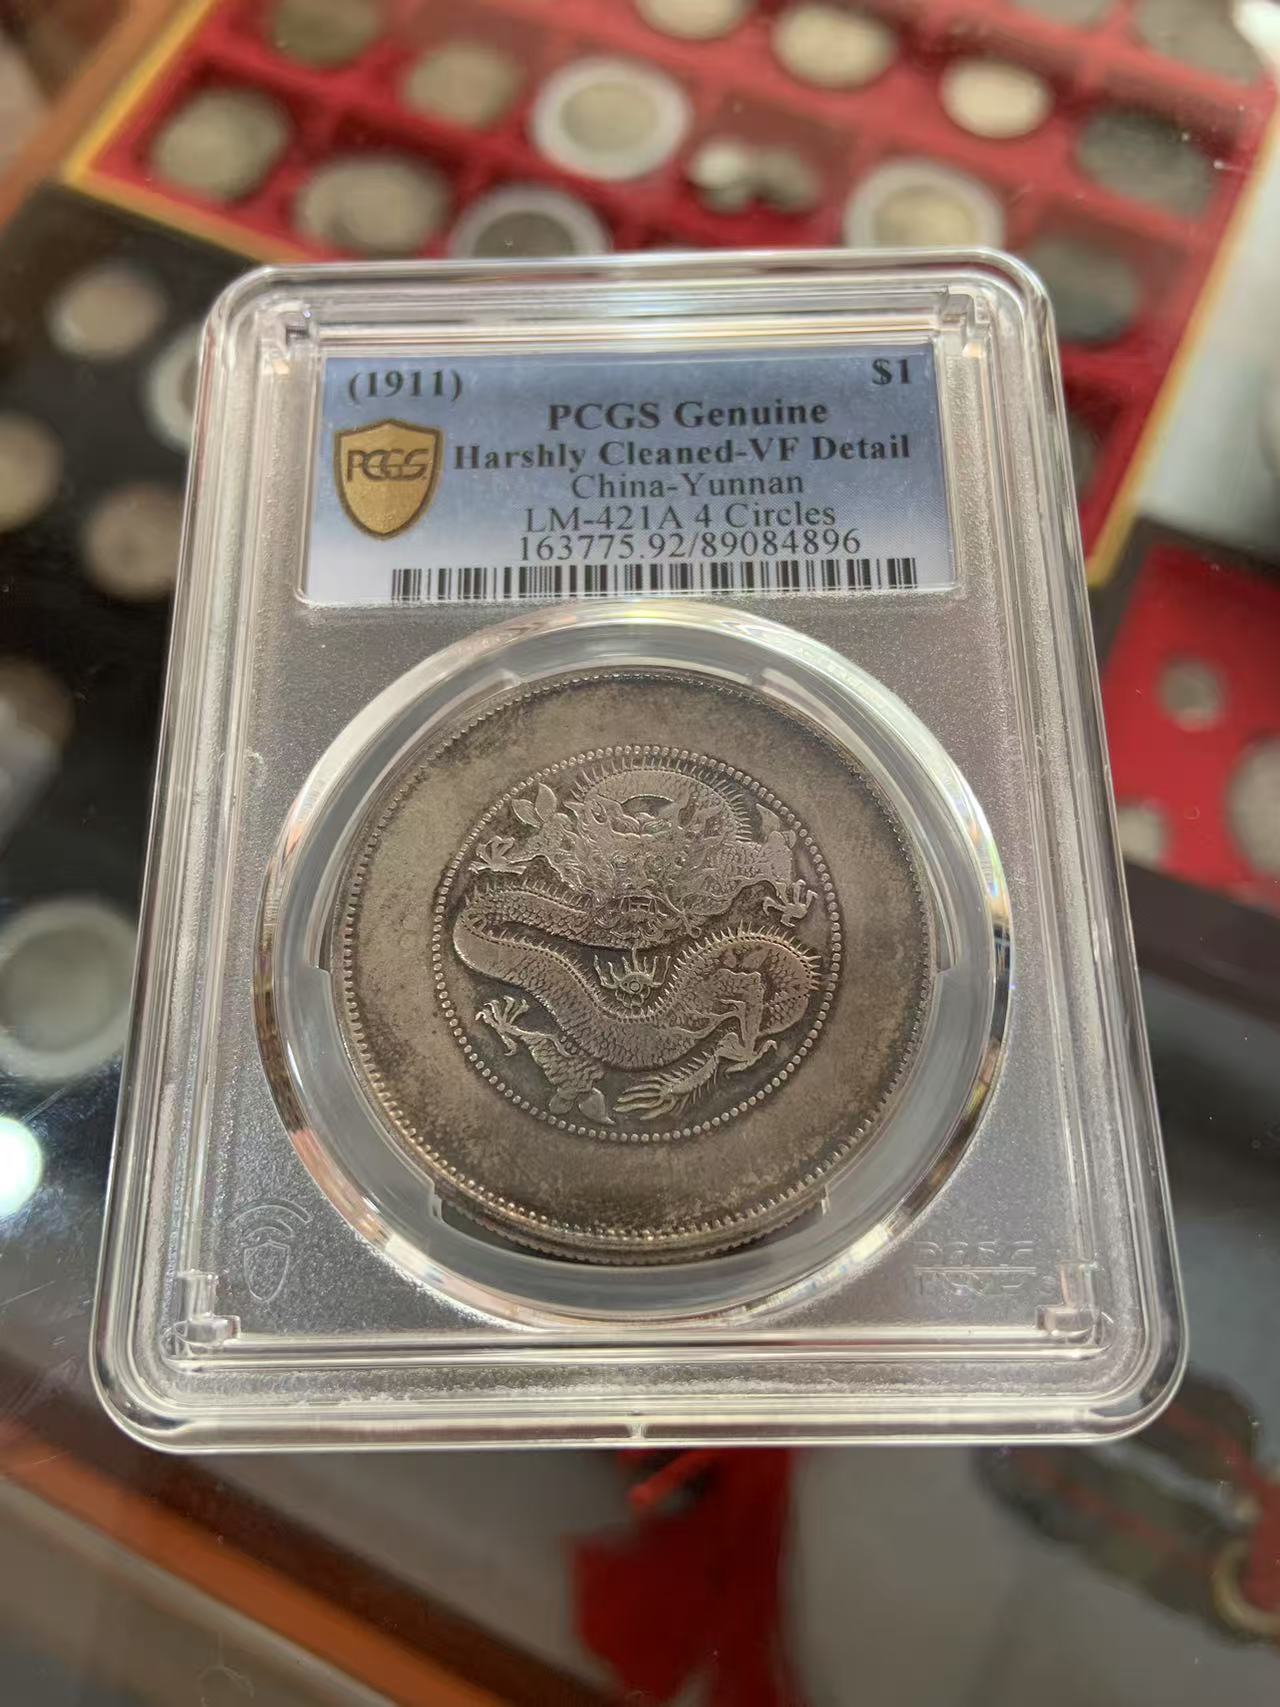 (1911) $1
PCGS Genuine
PCGS
Harshly Cleaned-VF Detail
China-Yunnan
LM-421A 4 Circles
163775.92/89084896